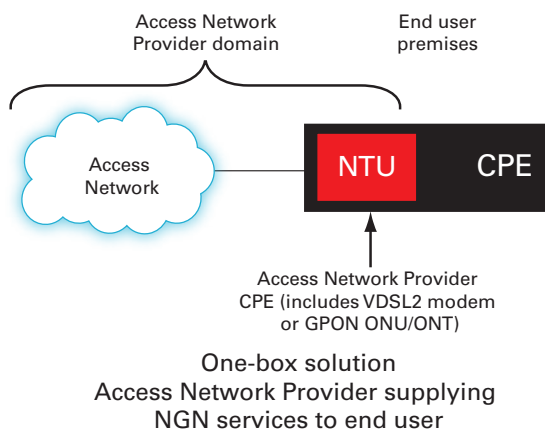 Access Network
Provider domain
End user
premises
Access
Network
NTU
CPE
Access Network Provider
CPE (includes VDSL2 modem
or GPON ONU/ONT)
One-box solution
Access Network Provider supplying
NGN services to end user